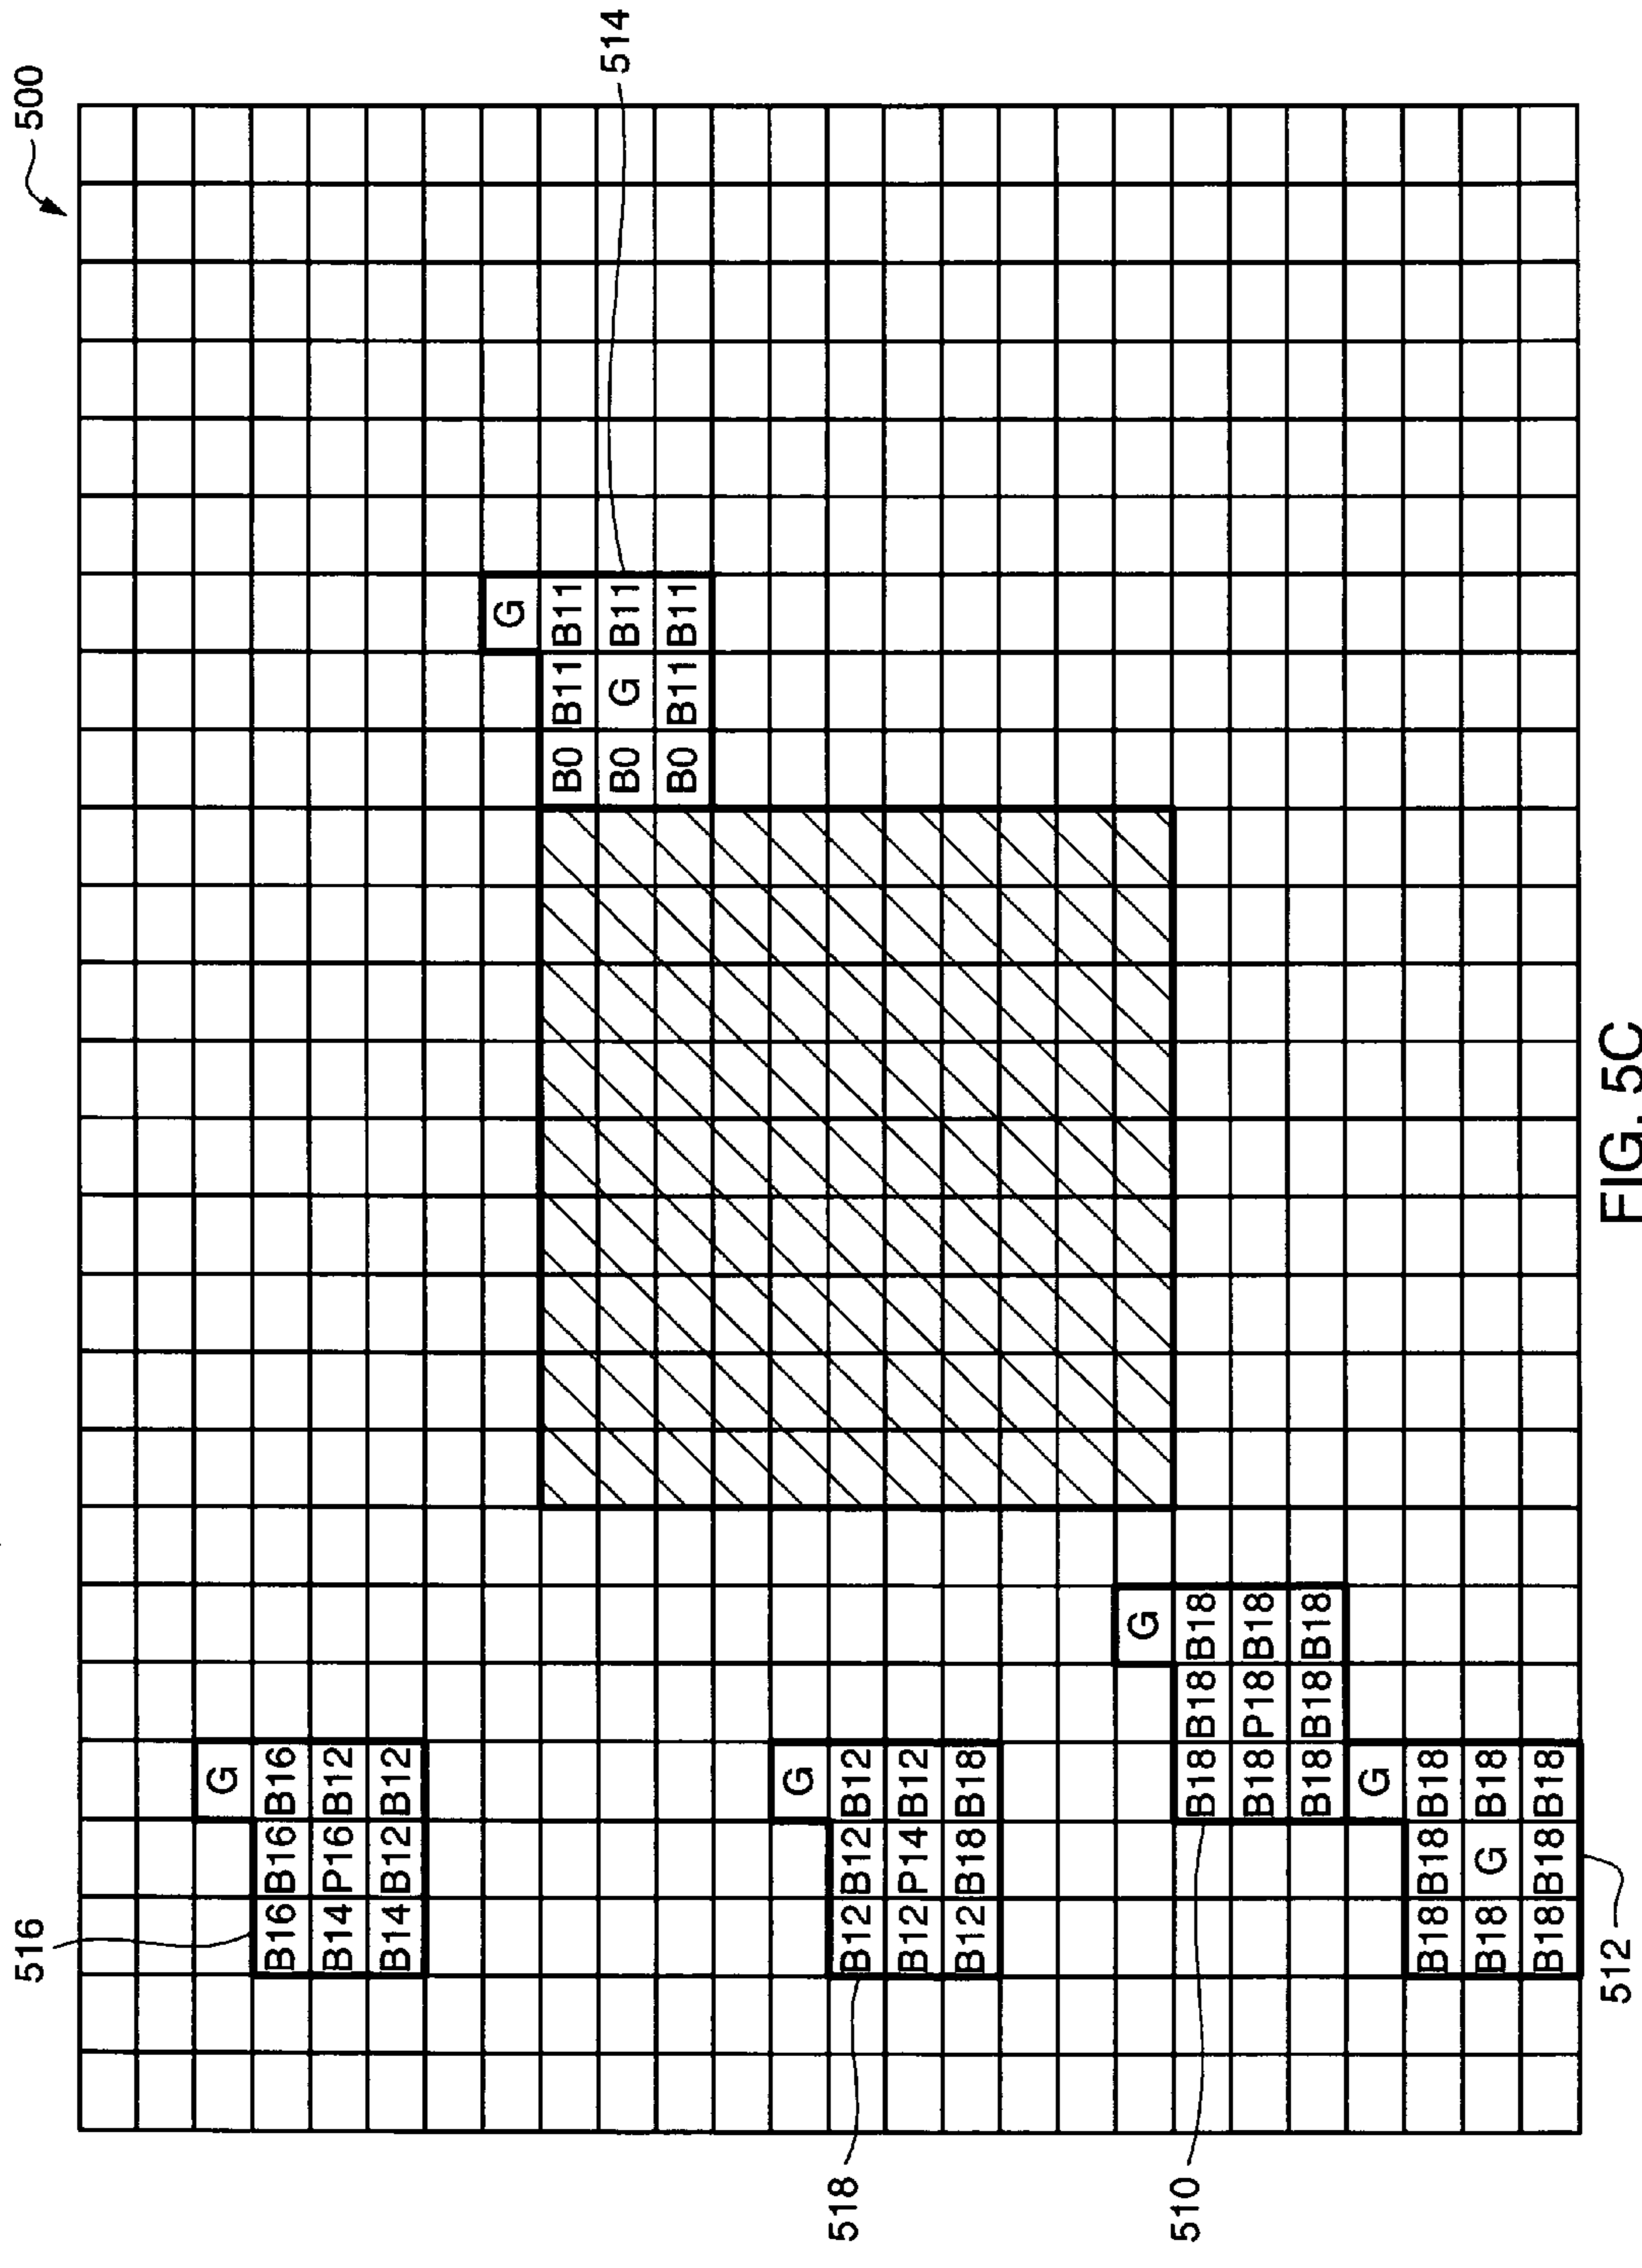 516
500
G
B16 B16 B16
B14 P16 B12
B14 B12 B12
G
B0 B11 B11
B0 G B11
514
B0 B11 B11
G
518
B12 B12 B12
B12 P14 B12
B12 B18 B18
G
510
B18 B18 B18
B18 P18 B18
B18 B18 B18
G
B18 B18 B18
B18 G B18
B18 B18 B18
512
FIG. 5C